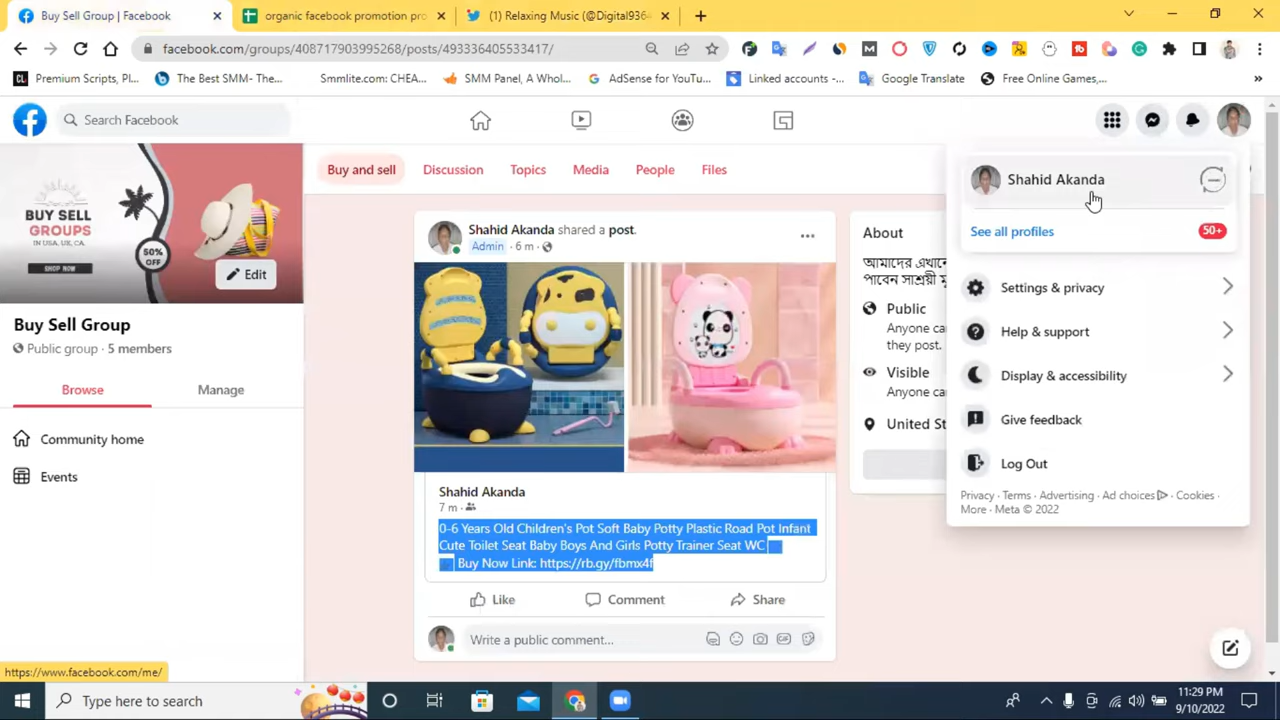 Buy Sell Group | Facebook
organic facebook promotion pro
(1) Relaxing Music (@Digital936
facebook.com/groups/408717903995268/posts/493336405533417/
Premium Scripts, Pl...
The Best SMM- The...
Smmlite.com: CHEA...
SMM Panel, A Whol...
AdSense for YouTu...
Linked accounts -...
Google Translate
Free Online Games,...
Search Facebook
BUY SELL
GROUPS
IN USA, UK, CA.
SHOP NOW
50%
OFF
Edit
Buy Sell Group
Public group · 5 members
Browse
Manage
Community home
Events
https://www.facebook.com/me/
Buy and sell
Discussion
Topics
Media
People
Files
Shahid Akanda shared a post.
Admin · 6 m ·
Shahid Akanda
7 m ·
0-6 Years Old Children's Pot Soft Baby Potty Plastic Road Pot Infant
Cute Toilet Seat Baby Boys And Girls Potty Trainer Seat WC
Buy Now Link: https://rb.gy/fbmx4f
Like
Comment
Share
Write a public comment...
GIF
About
আমাদের এখানে
পাবেন সাশ্রয়ী মূ
Public
Anyone ca
they post.
Visible
Anyone ca
United St
Shahid Akanda
See all profiles
50+
Settings & privacy
Help & support
Display & accessibility
Give feedback
Log Out
Privacy · Terms · Advertising · Ad choices · Cookies ·
More · Meta © 2022
Type here to search
11:29 PM
9/10/2022